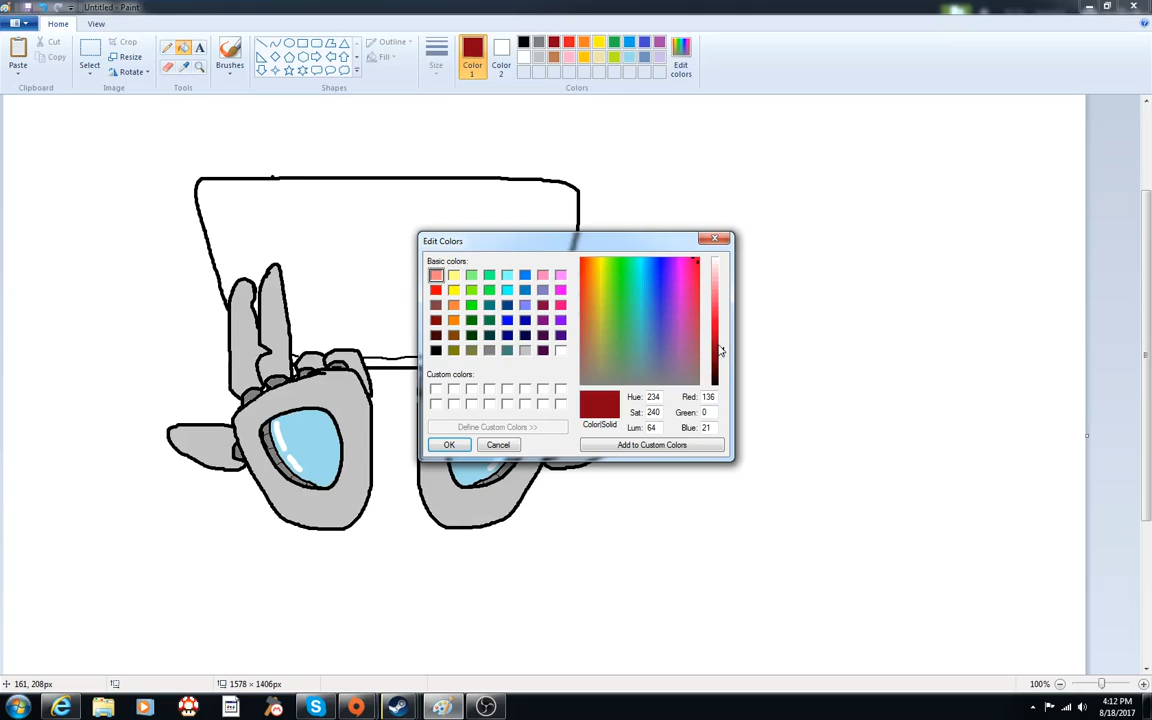 Untitled - Paint
Home
View
Paste
Cut
Copy
Clipboard
Select
Crop
Resize
Rotate
Image
Tools
A
Brushes
Shapes
Outline
Fill
Size
Color
1
Color
2
Edit
colors
Colors
Edit Colors
Basic colors:
Custom colors:
Define Custom Colors >>
OK
Cancel
Color|Solid
Hue: 234
Sat: 240
Lum: 64
Red: 136
Green: 0
Blue: 21
Add to Custom Colors
161, 208px
1578 × 1406px
100%
4:12 PM
8/18/2017